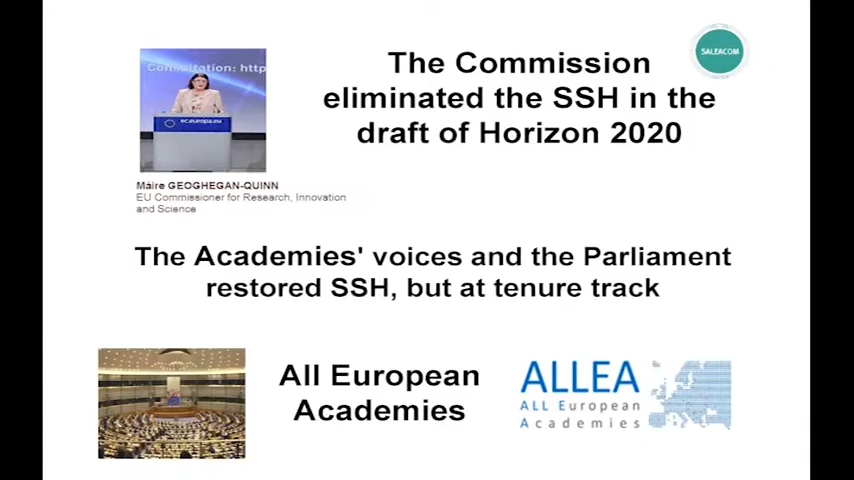 SALEACOM
Consultation: http
ec.europa.eu
The Commission
eliminated the SSH in the
draft of Horizon 2020
Máire GEOGHEGAN-QUINN
EU Commissioner for Research, Innovation
and Science
The Academies' voices and the Parliament
restored SSH, but at tenure track
All European
Academies
ALLEA
ALL European
Academies